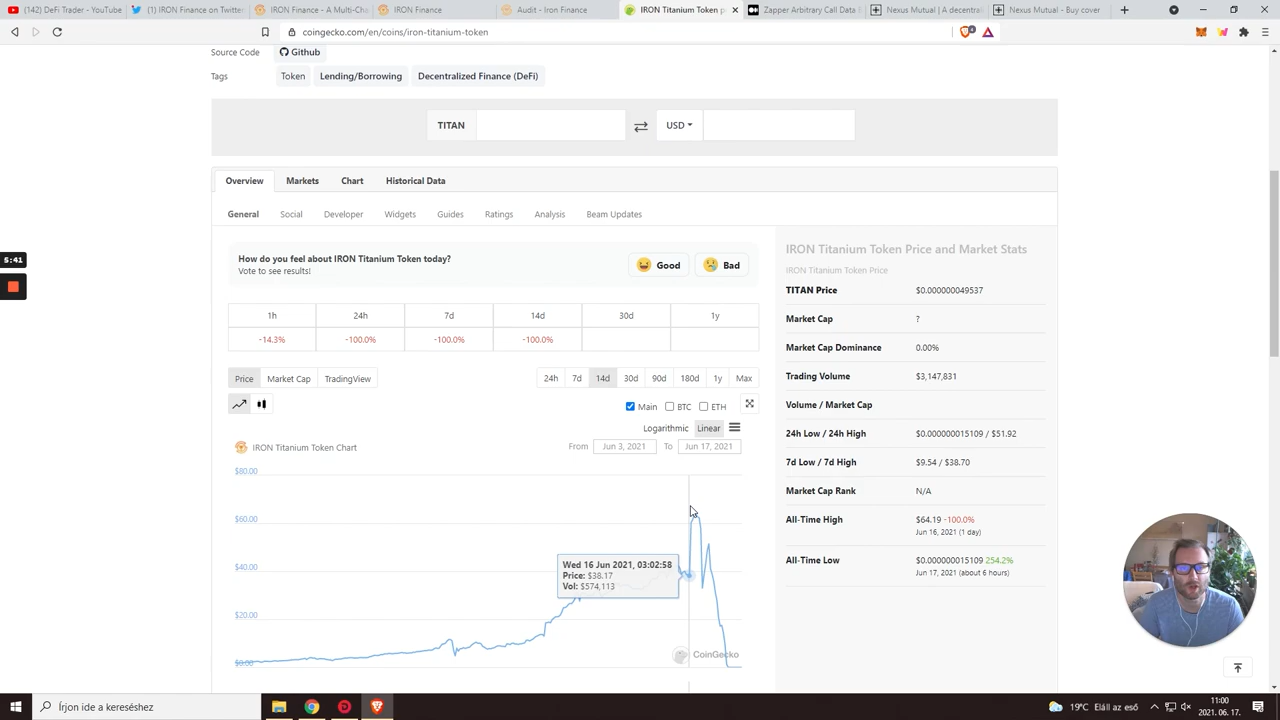 (142) DeFi Trader - YouTube
(1) IRON Finance on Twitter
IRON Finance - A Multi-Cha
IRON Finance
Audit - Iron Finance
IRON Titanium Token p
Zapper Arbitrary Call Data B
Nexus Mutual | A decentral
Nexus Mutual - Buy cover
coingecko.com/en/coins/iron-titanium-token
Source Code Github
Tags Token Lending/Borrowing Decentralized Finance (DeFi)
TITAN USD
Overview Markets Chart Historical Data
General Social Developer Widgets Guides Ratings Analysis Beam Updates
5:41
How do you feel about IRON Titanium Token today?
Vote to see results!
Good Bad
1h 24h 7d 14d 30d 1y
-14.3% -100.0% -100.0% -100.0%
Price Market Cap TradingView
24h 7d 14d 30d 90d 180d 1y Max
Main BTC ETH
Logarithmic Linear
IRON Titanium Token Chart
From Jun 3, 2021 To Jun 17, 2021
$80.00
$60.00
$40.00
$20.00
$0.00
Wed 16 Jun 2021, 03:02:58
Price: $38.17
Vol: $574,113
CoinGecko
IRON Titanium Token Price and Market Stats
IRON Titanium Token Price
TITAN Price $0.000000049537
Market Cap ?
Market Cap Dominance 0.00%
Trading Volume $3,147,831
Volume / Market Cap
24h Low / 24h High $0.000000015109 / $51.92
7d Low / 7d High $9.54 / $38.70
Market Cap Rank N/A
All-Time High $64.19 -100.0%
Jun 16, 2021 (1 day)
All-Time Low $0.000000015109 254.2%
Jun 17, 2021 (about 6 hours)
Írjon ide a kereséshez
19°C Eláll az eső
11:00
2021. 06. 17.